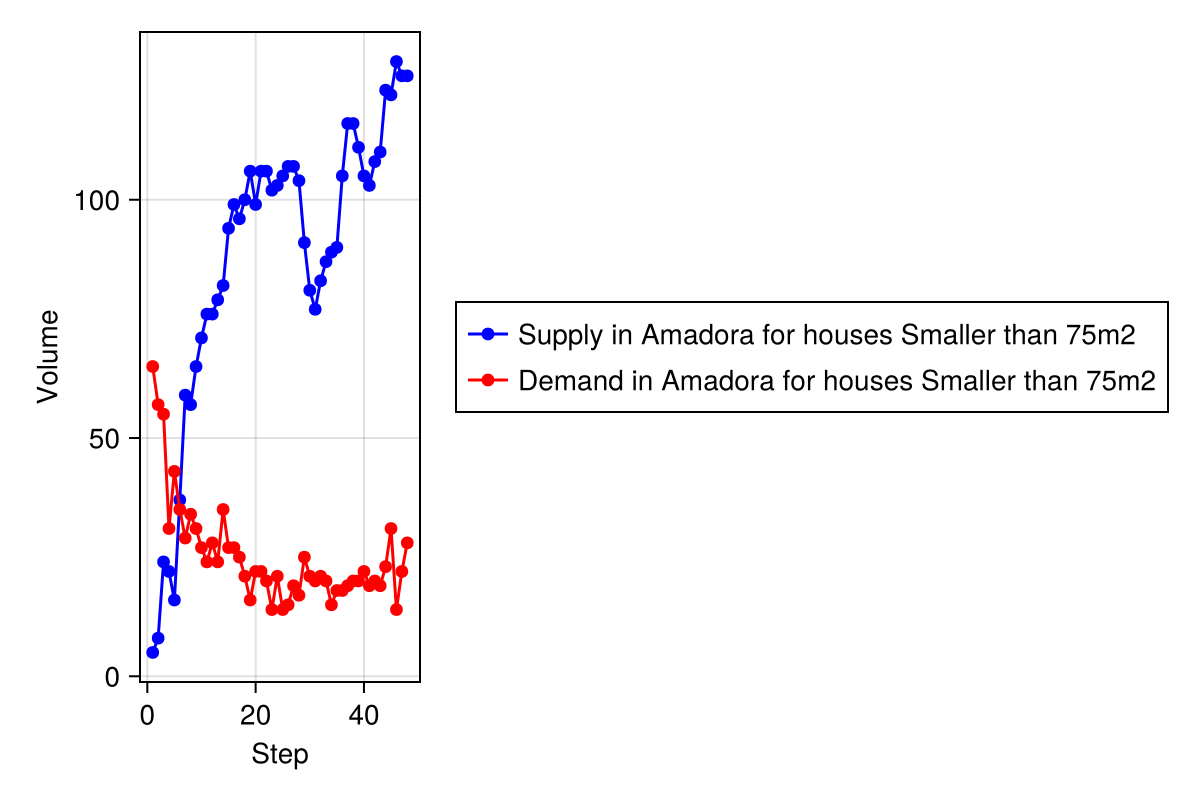 Volume
100
50
0
0 20 40
Step
Supply in Amadora for houses Smaller than 75m2
Demand in Amadora for houses Smaller than 75m2